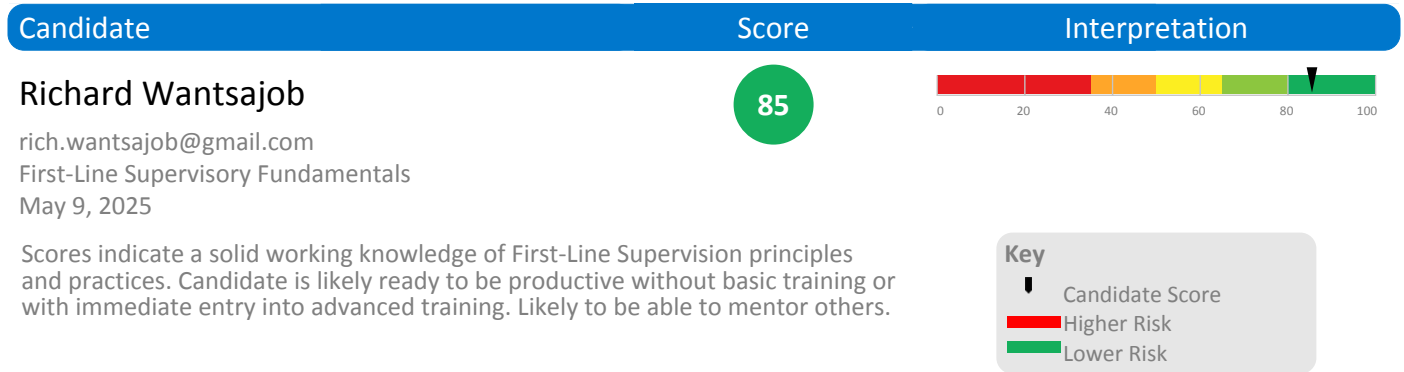 Candidate Score Interpretation
Richard Wantsajob
85
0 20 40 60 80 100
rich.wantsajob@gmail.com
First-Line Supervisory Fundamentals
May 9, 2025
Scores indicate a solid working knowledge of First-Line Supervision principles
and practices. Candidate is likely ready to be productive without basic training or
with immediate entry into advanced training. Likely to be able to mentor others.
Key
Candidate Score
Higher Risk
Lower Risk